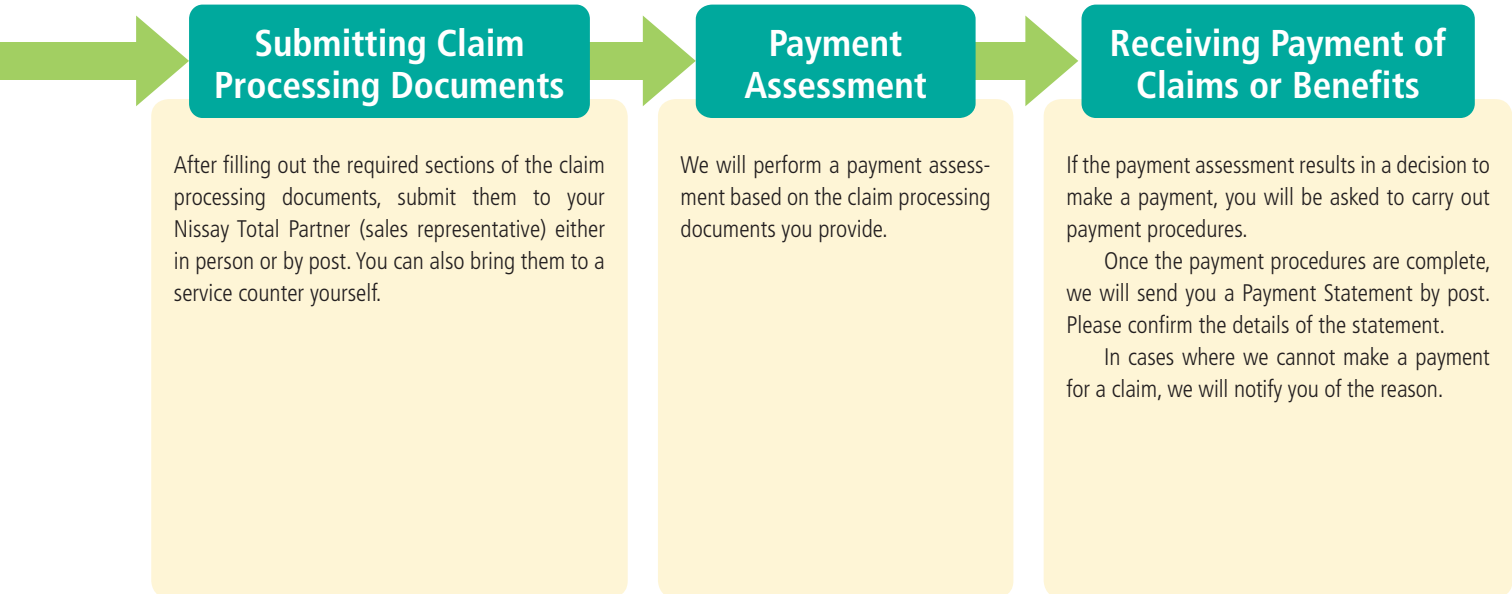 Submitting Claim
Processing Documents
After filling out the required sections of the claim
processing documents, submit them to your
Nissay Total Partner (sales representative) either
in person or by post. You can also bring them to a
service counter yourself.
Payment
Assessment
We will perform a payment assess-
ment based on the claim processing
documents you provide.
Receiving Payment of
Claims or Benefits
If the payment assessment results in a decision to
make a payment, you will be asked to carry out
payment procedures.
Once the payment procedures are complete,
we will send you a Payment Statement by post.
Please confirm the details of the statement.
In cases where we cannot make a payment
for a claim, we will notify you of the reason.